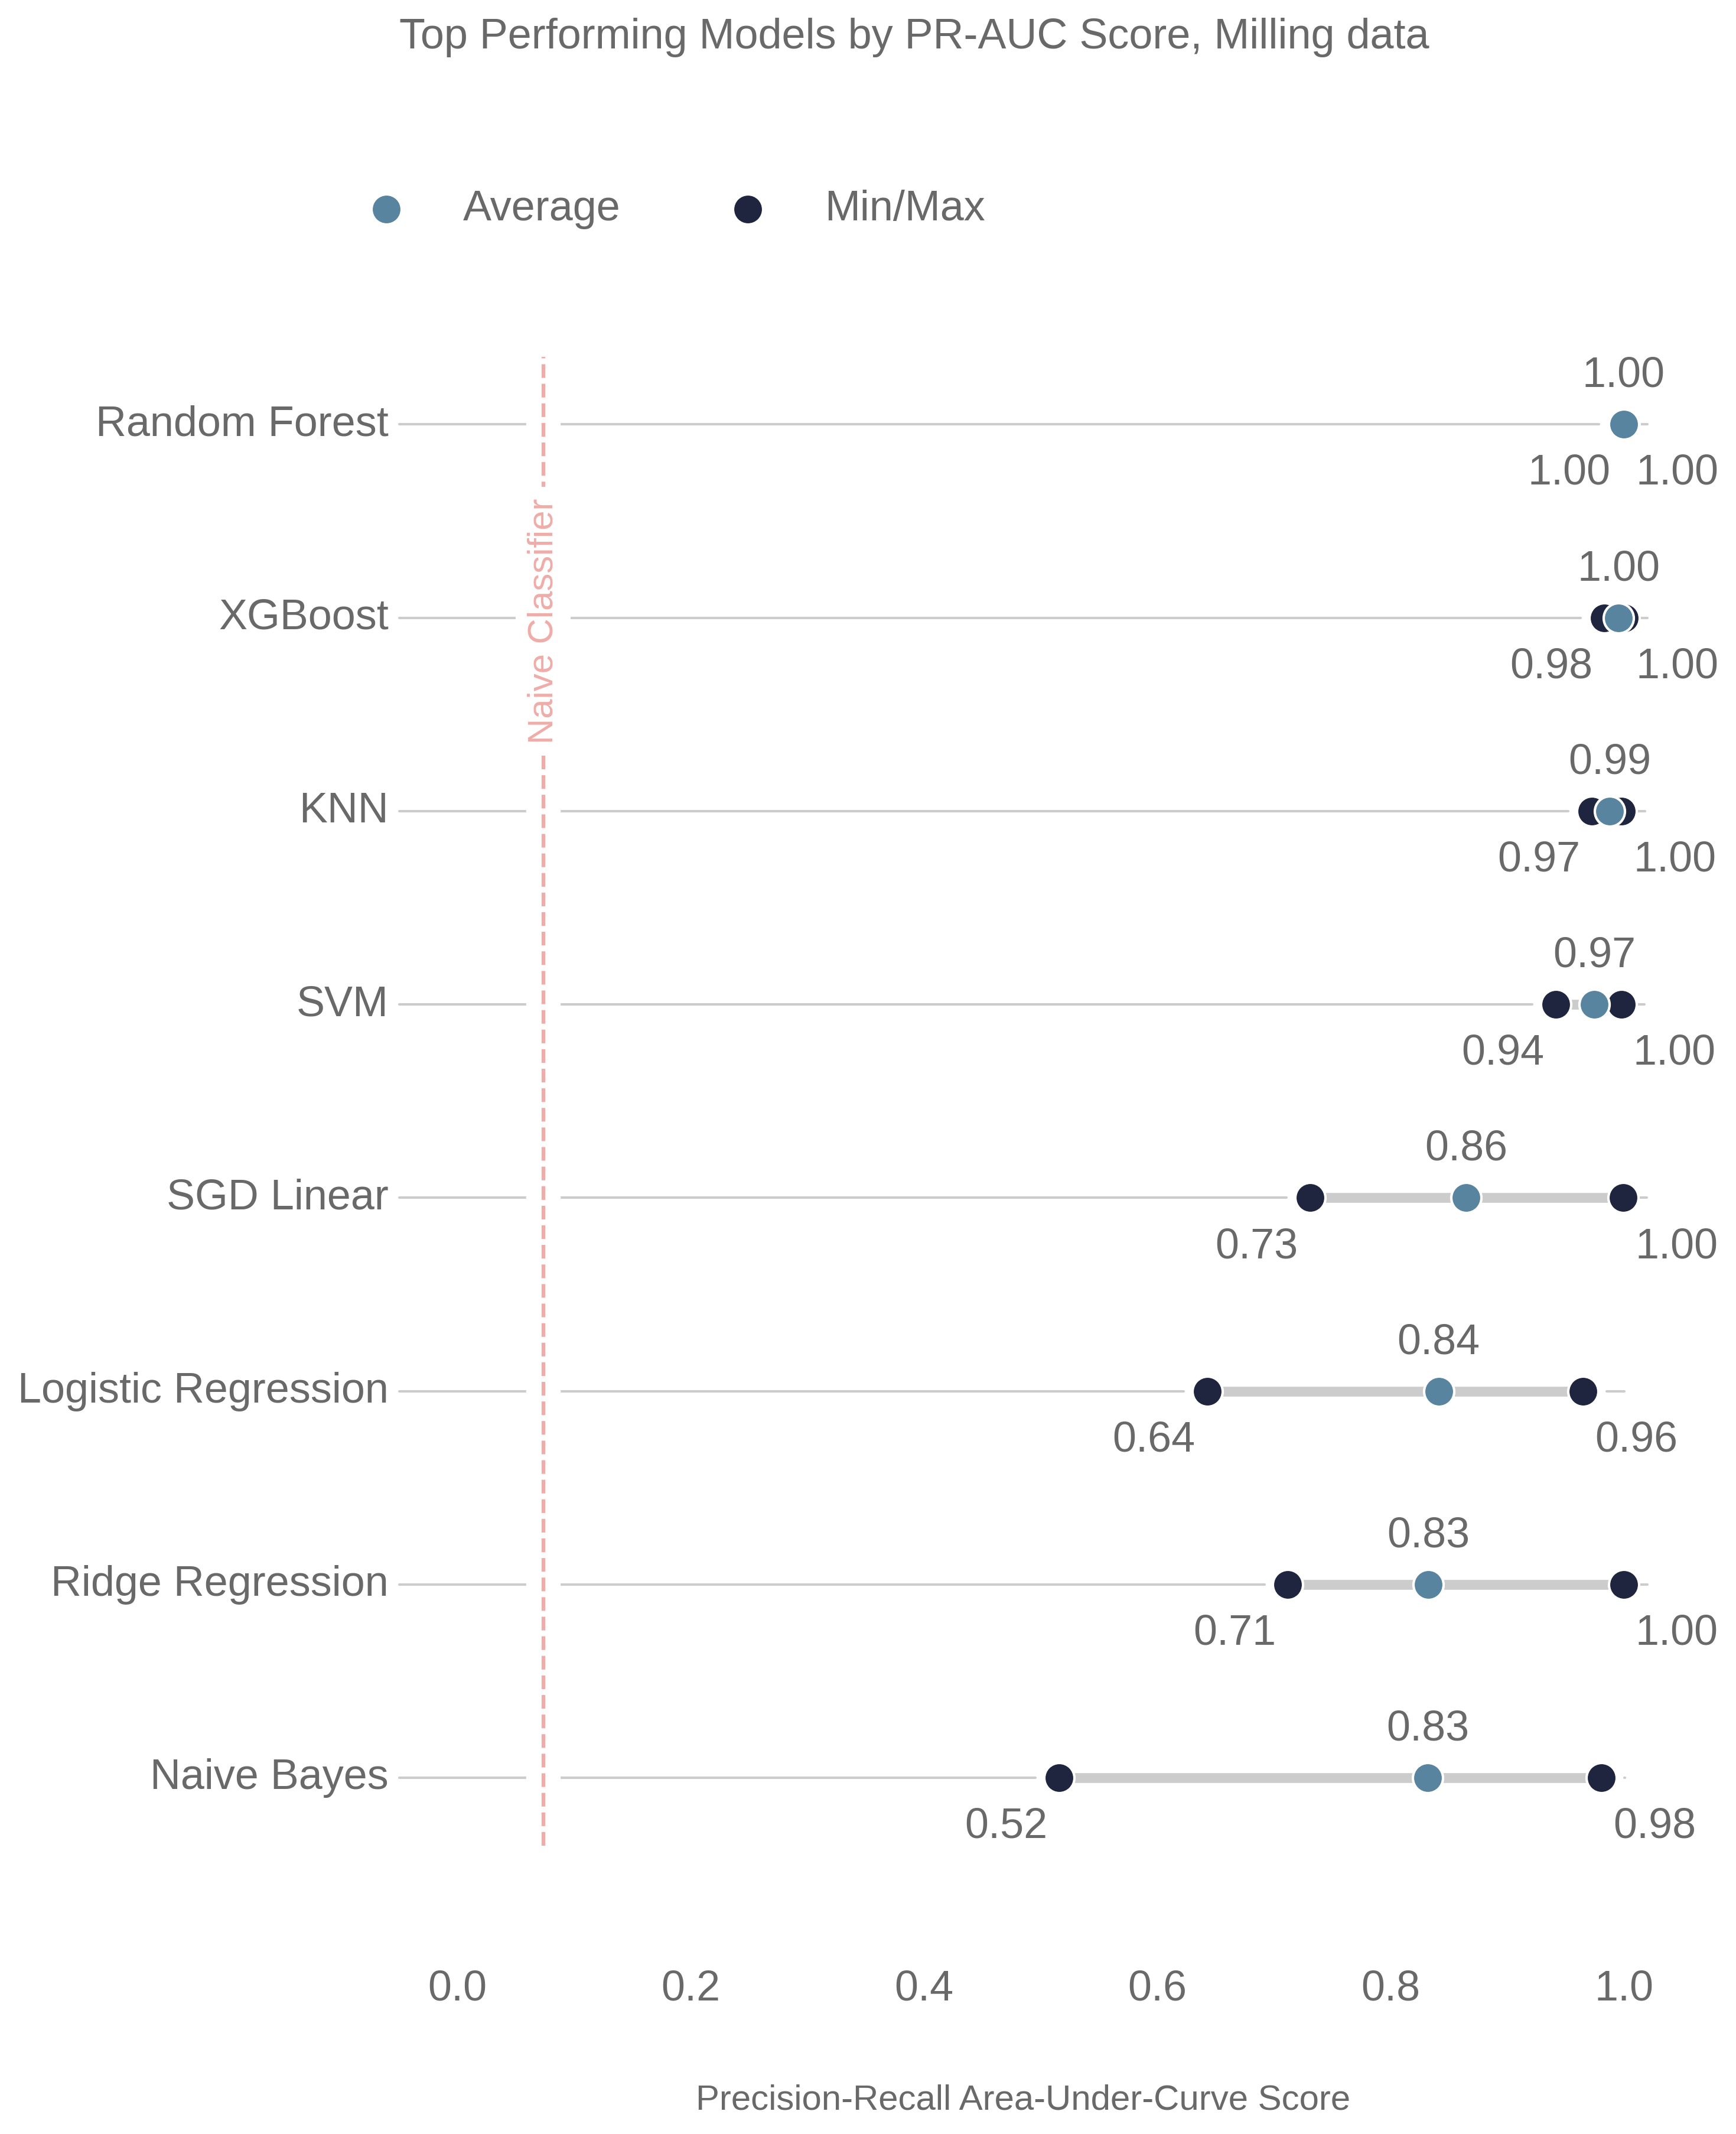 Top Performing Models by PR-AUC Score, Milling data
Average Min/Max
1.00
Random Forest
1.00 1.00
Naive Classifier
1.00
XGBoost
0.98 1.00
0.99
KNN
0.97 1.00
0.97
SVM
0.94 1.00
0.86
SGD Linear
0.73 1.00
0.84
Logistic Regression
0.64 0.96
0.83
Ridge Regression
0.71 1.00
0.83
Naive Bayes
0.52 0.98
0.0 0.2 0.4 0.6 0.8 1.0
Precision-Recall Area-Under-Curve Score